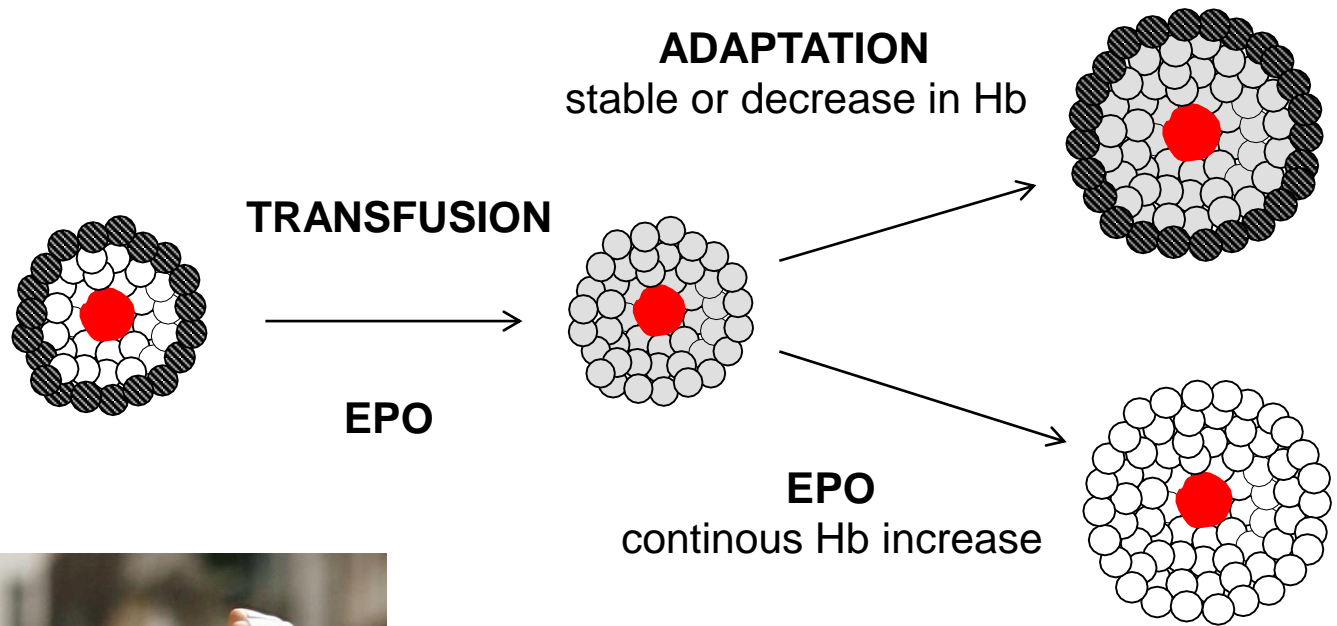 ADAPTATION
stable or decrease in Hb
TRANSFUSION
EPO
EPO
continous Hb increase